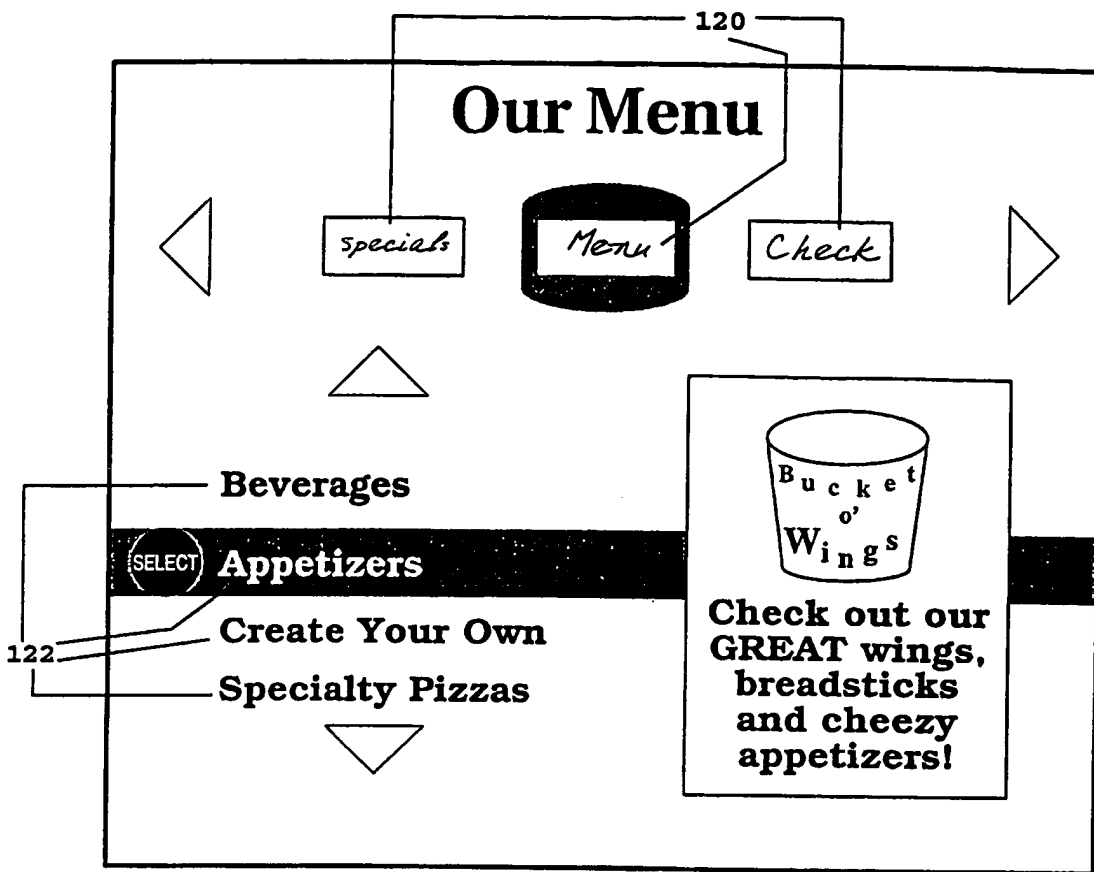 120
Our Menu
specials Menu Check
Beverages
SELECT Appetizers
Create Your Own
122
Specialty Pizzas
Bucket
o'
Wings
Check out our
GREAT wings,
breadsticks
and cheezy
appetizers!